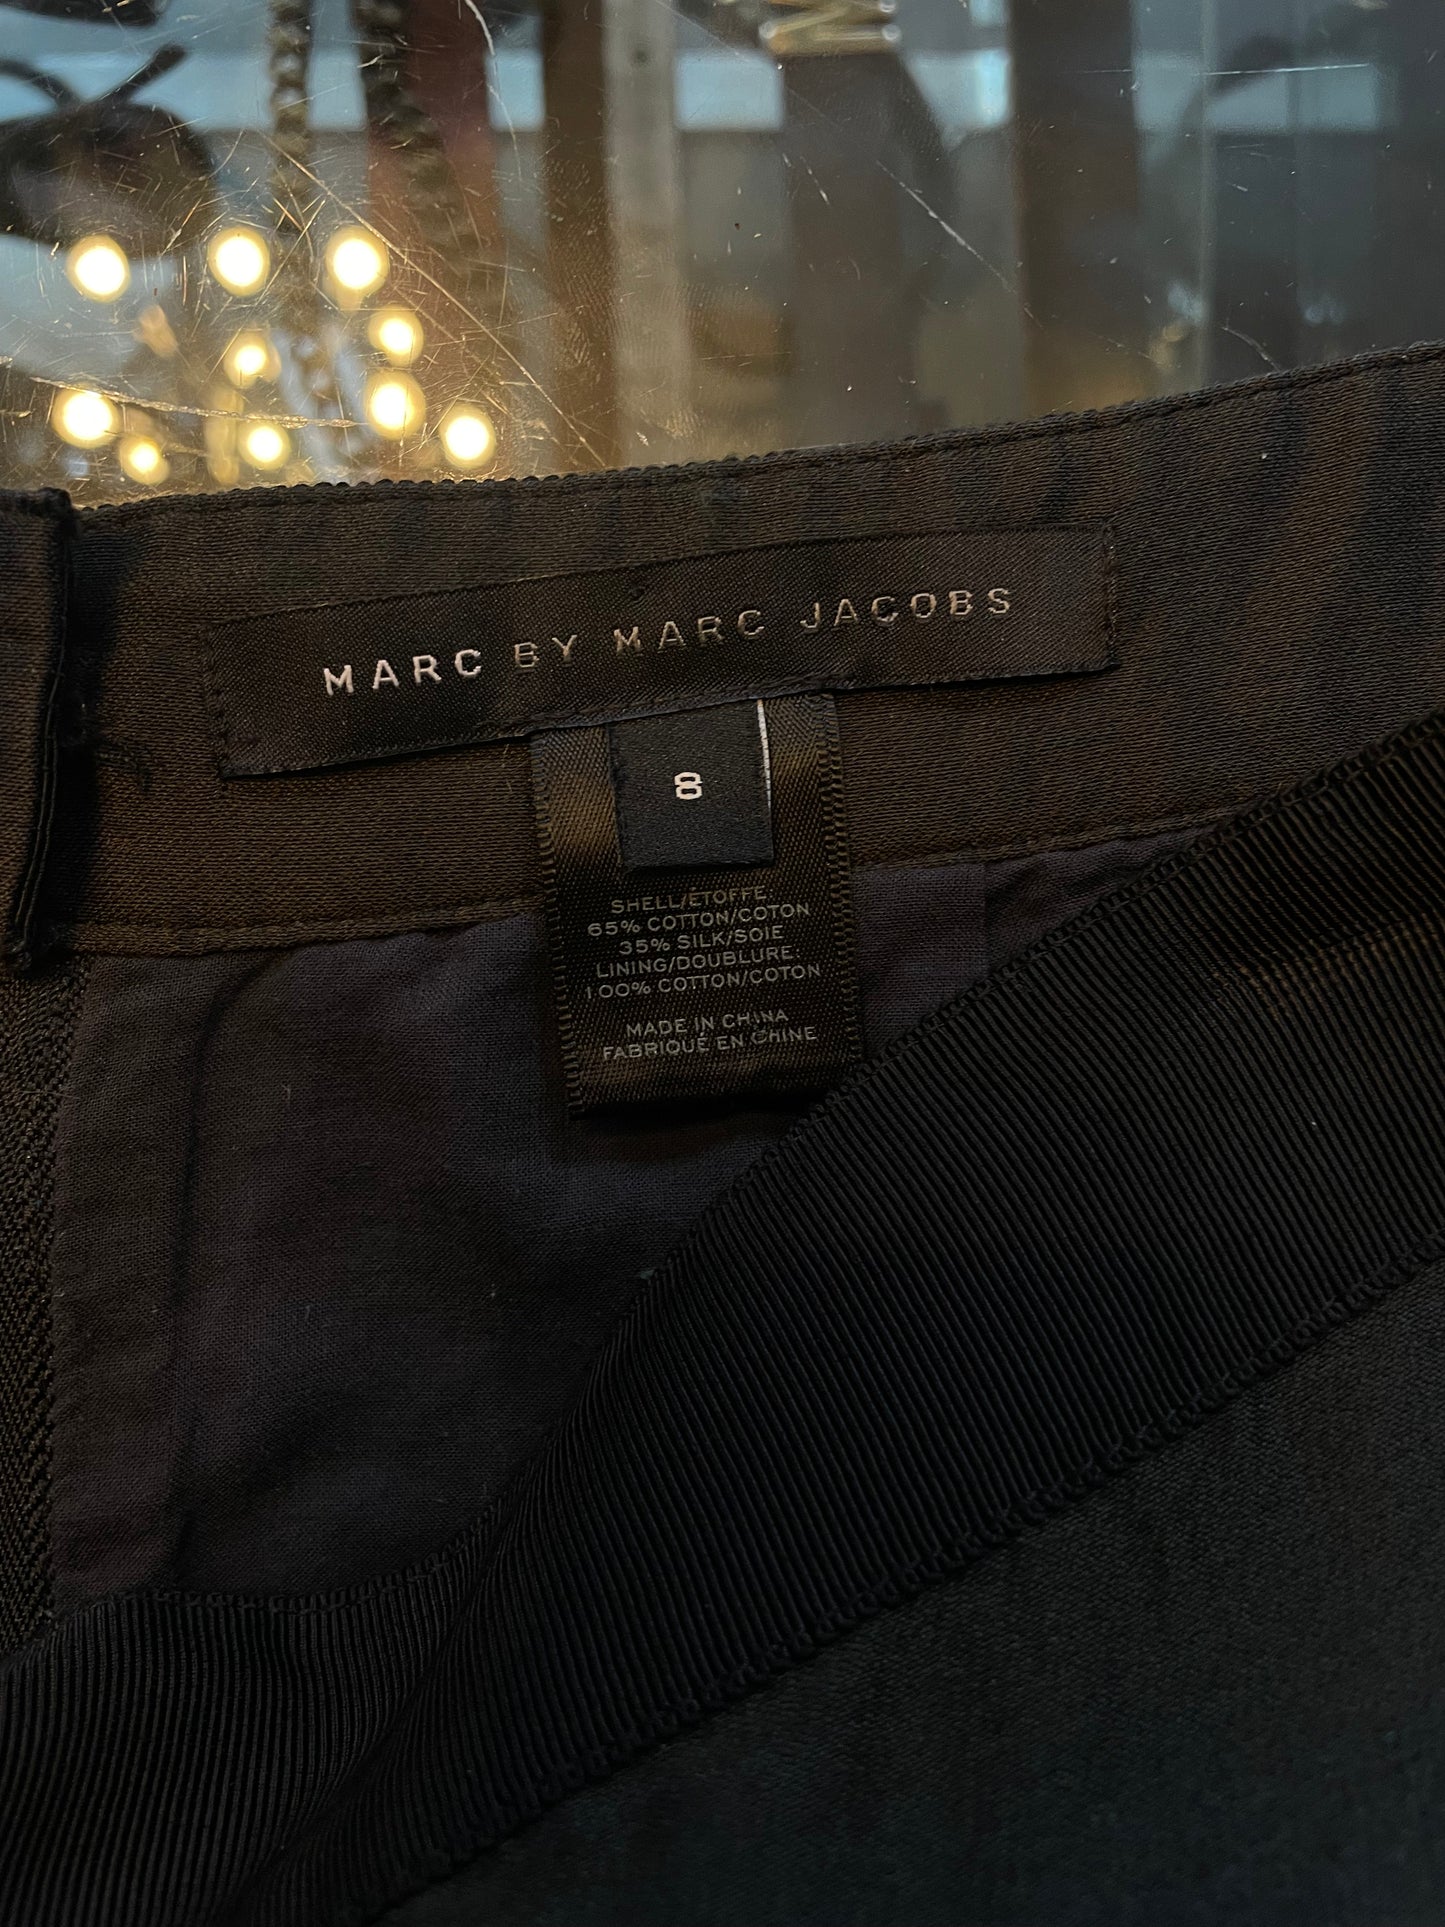 MARC BY MARC JACOBS
8
SHELL/ÉTOFFE
65% COTTON/COTON
35% SILK/SOIE
LINING/DOUBLURE
100% COTTON/COTON
MADE IN CHINA
FABRIQUÉ EN CHINE